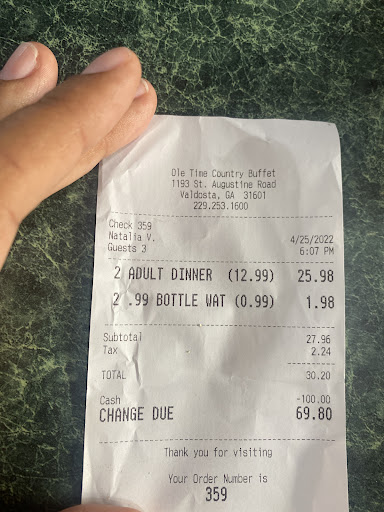 Ole Time Country Buffet
1193 St. Augustine Road
Valdosta, GA 31601
229.253.1600
Check 359
Natalia V. 4/25/2022
Guests 3 6:07 PM
2 ADULT DINNER (12.99) 25.98
2 .99 BOTTLE WAT (0.99) 1.98
Subtotal 27.96
Tax 2.24
TOTAL 30.20
Cash -100.00
CHANGE DUE 69.80
Thank you for visiting
Your Order Number is
359